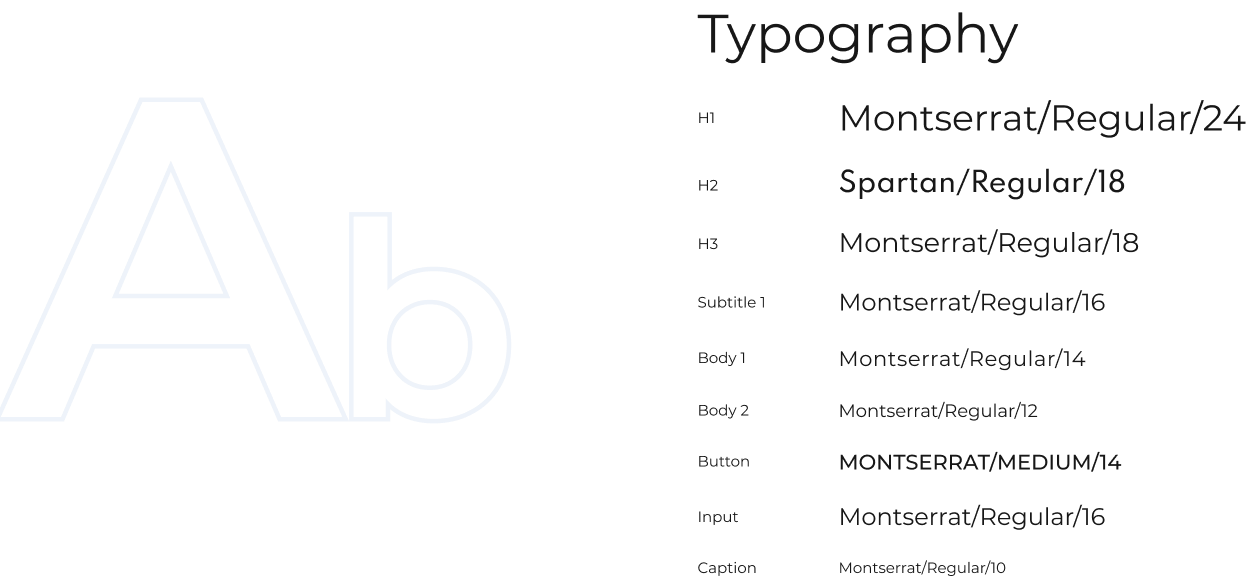 Typography
Ab
H1 Montserrat/Regular/24
H2 Spartan/Regular/18
H3 Montserrat/Regular/18
Subtitle 1 Montserrat/Regular/16
Body 1 Montserrat/Regular/14
Body 2 Montserrat/Regular/12
Button MONTSERRAT/MEDIUM/14
Input Montserrat/Regular/16
Caption Montserrat/Regular/10